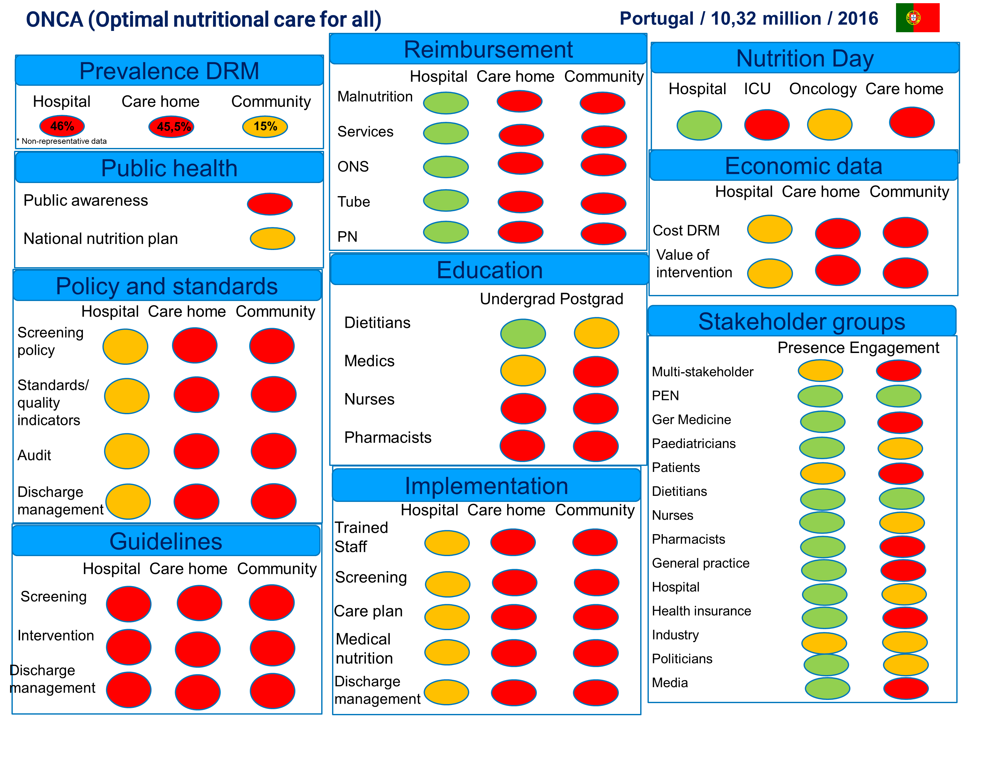 ONCA (Optimal nutritional care for all)
Portugal / 10,32 million / 2016
Prevalence DRM
Hospital Care home Community
46% 45,5% 15%
* Non-representative data
Public health
Public awareness
National nutrition plan
Policy and standards
Hospital Care home Community
Screening
policy
Standards/
quality
indicators
Audit
Discharge
management
Guidelines
Hospital Care home Community
Screening
Intervention
Discharge
management
Reimbursement
Hospital Care home Community
Malnutrition
Services
ONS
Tube
PN
Education
Undergrad Postgrad
Dietitians
Medics
Nurses
Pharmacists
Implementation
Hospital Care home Community
Trained
Staff
Screening
Care plan
Medical
nutrition
Discharge
management
Nutrition Day
Hospital ICU Oncology Care home
Economic data
Hospital Care home Community
Cost DRM
Value of
intervention
Stakeholder groups
Presence Engagement
Multi-stakeholder
PEN
Ger Medicine
Paediatricians
Patients
Dietitians
Nurses
Pharmacists
General practice
Hospital
Health insurance
Industry
Politicians
Media